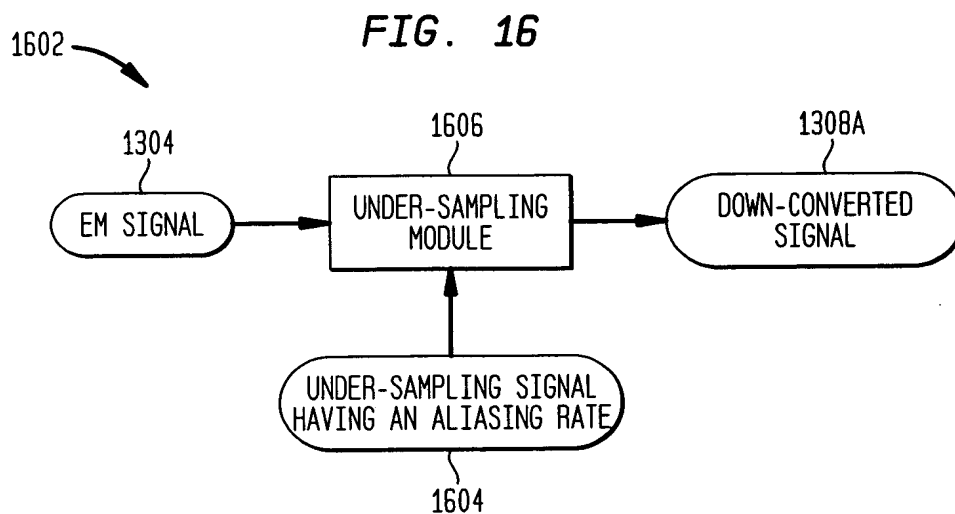 FIG. 16
1602
1304
1606
1308A
EM SIGNAL
UNDER-SAMPLING
MODULE
DOWN-CONVERTED
SIGNAL
UNDER-SAMPLING SIGNAL
HAVING AN ALIASING RATE
1604